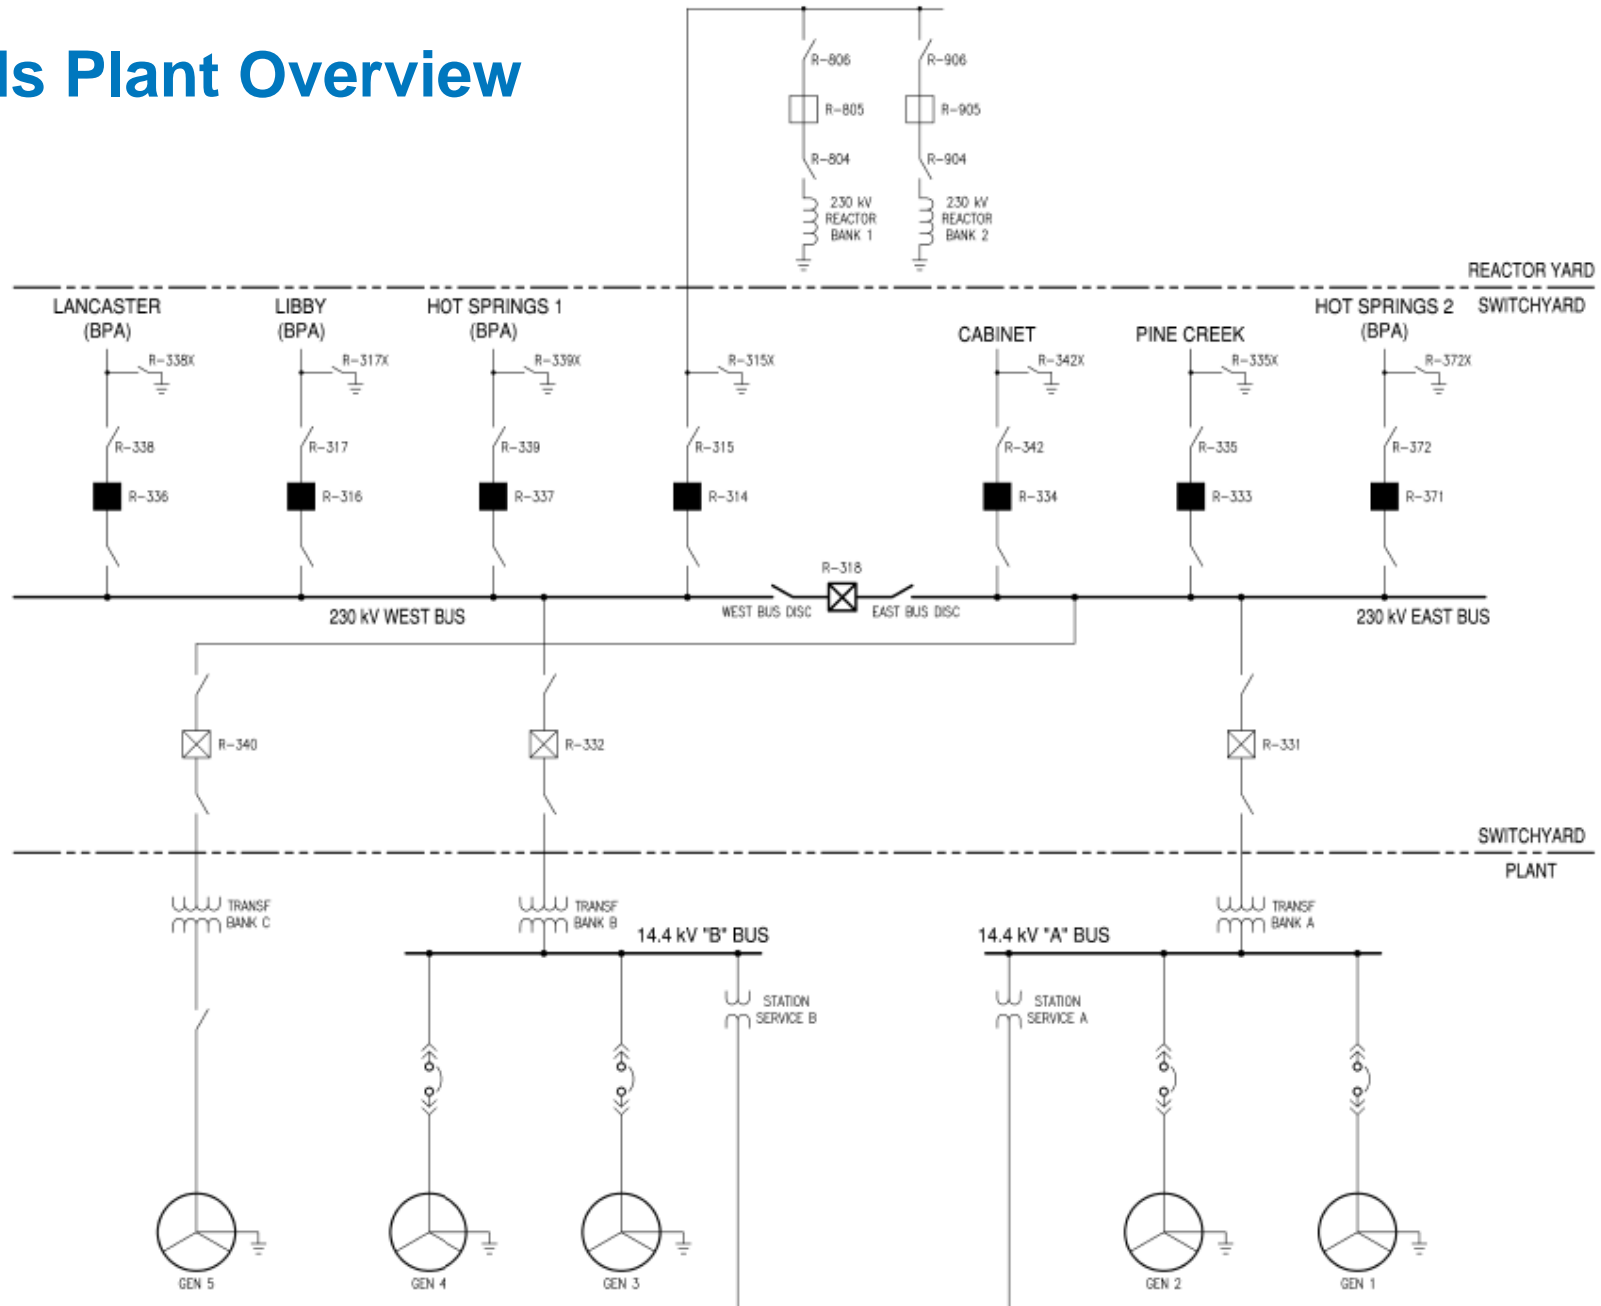 ls Plant Overview
R-806
R-906
R-805
R-905
R-804
R-904
230 kV
REACTOR
BANK 1
230 kV
REACTOR
BANK 2
REACTOR YARD
SWITCHYARD
LANCASTER
(BPA)
LIBBY
(BPA)
HOT SPRINGS 1
(BPA)
CABINET
PINE CREEK
HOT SPRINGS 2
(BPA)
R-338X
R-317X
R-339X
R-315X
R-342X
R-335X
R-372X
R-338
R-317
R-339
R-315
R-342
R-335
R-372
R-336
R-316
R-337
R-314
R-334
R-333
R-371
R-318
WEST BUS DISC
EAST BUS DISC
230 kV WEST BUS
230 kV EAST BUS
R-340
R-332
R-331
SWITCHYARD
PLANT
TRANSF
BANK C
TRANSF
BANK B
TRANSF
BANK A
14.4 kV "B" BUS
14.4 kV "A" BUS
STATION
SERVICE B
STATION
SERVICE A
GEN 5
GEN 4
GEN 3
GEN 2
GEN 1